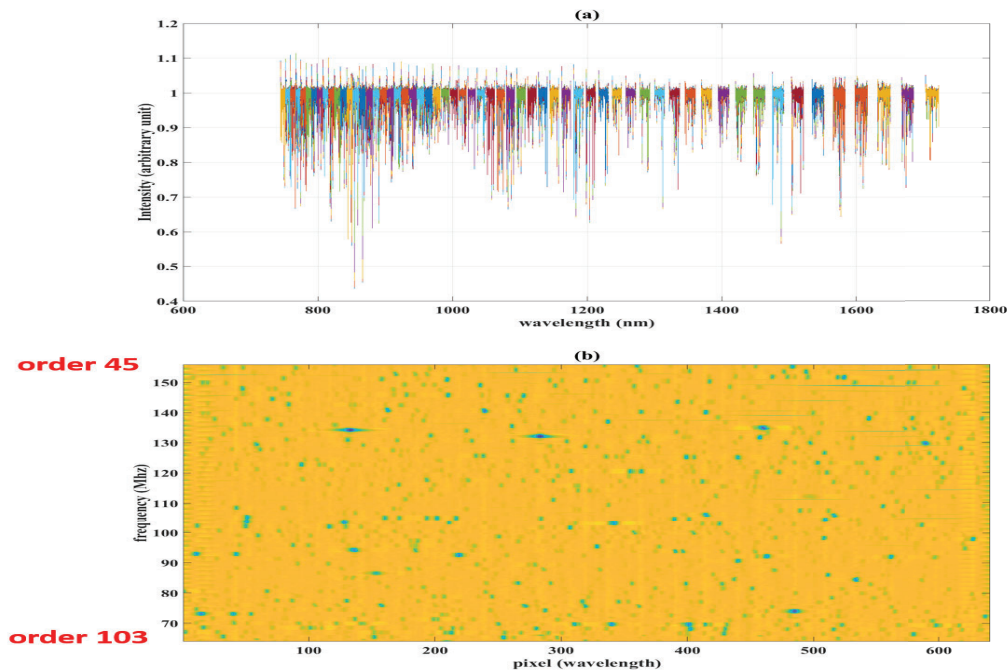 (a)
1.2
1.1
1
0.9
0.8
0.7
0.6
0.5
0.4
Intensity (arbitrary unit)
600 800 1000 1200 1400 1600 1800
wavelength (nm)
(b)
order 45
150
140
130
120
110
100
90
80
70
frequency (Mhz)
order 103
100 200 300 400 500 600
pixel (wavelength)